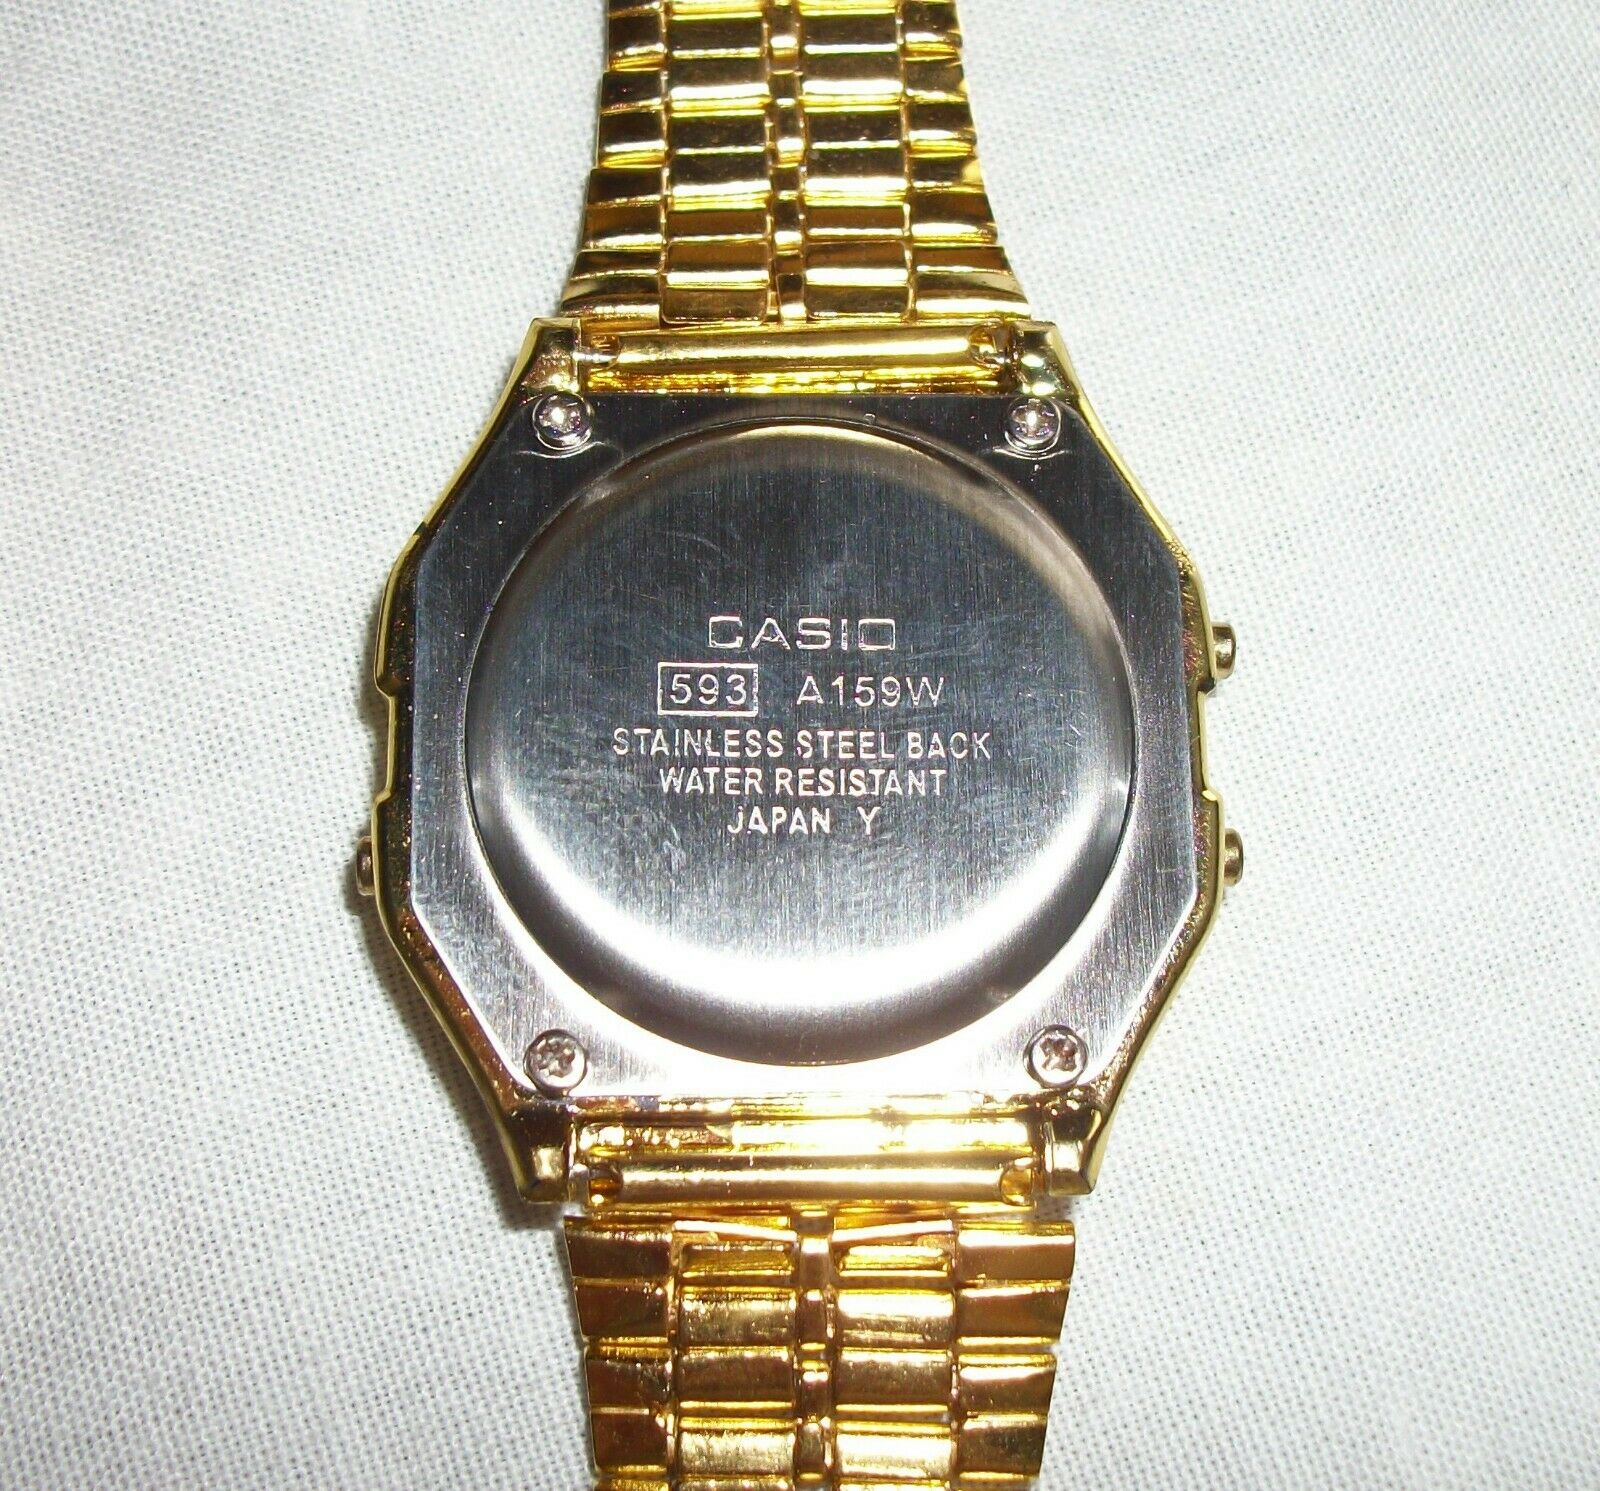 CASIO
593 A159W
STAINLESS STEEL BACK
WATER RESISTANT
JAPAN Y